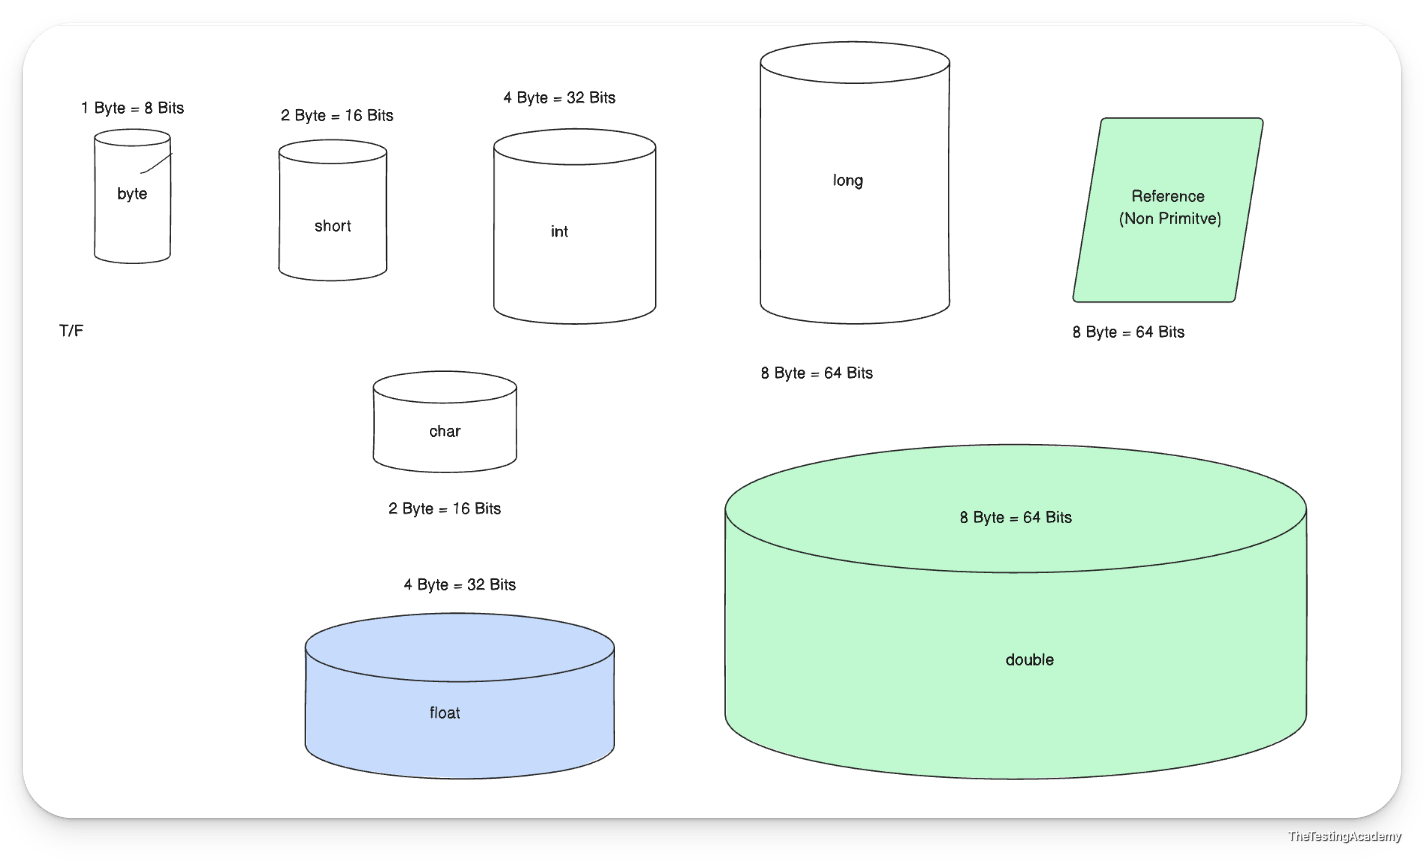 1 Byte = 8 Bits
2 Byte = 16 Bits
4 Byte = 32 Bits
byte
short
int
long
Reference
(Non Primitve)
T/F
8 Byte = 64 Bits
8 Byte = 64 Bits
char
2 Byte = 16 Bits
8 Byte = 64 Bits
4 Byte = 32 Bits
double
float
TheTestingAcademy